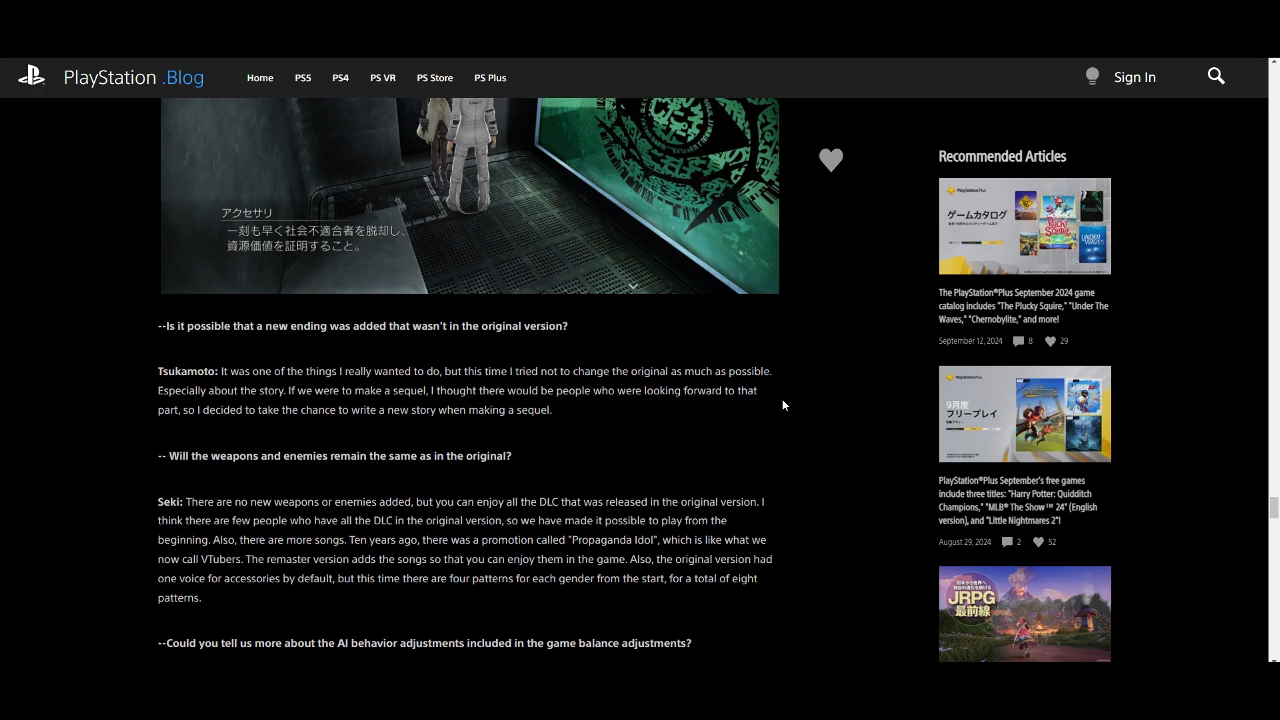 PlayStation .Blog
Home
PS5
PS4
PS VR
PS Store
PS Plus
Sign In
アクセサリ
一刻も早く社会不適合者を脱却し、
資源価値を証明すること。
--Is it possible that a new ending was added that wasn't in the original version?
Tsukamoto: It was one of the things I really wanted to do, but this time I tried not to change the original as much as possible.
Especially about the story. If we were to make a sequel, I thought there would be people who were looking forward to that
part, so I decided to take the chance to write a new story when making a sequel.
-- Will the weapons and enemies remain the same as in the original?
Seki: There are no new weapons or enemies added, but you can enjoy all the DLC that was released in the original version. I
think there are few people who have all the DLC in the original version, so we have made it possible to play from the
beginning. Also, there are more songs. Ten years ago, there was a promotion called "Propaganda Idol", which is like what we
now call VTubers. The remaster version adds the songs so that you can enjoy them in the game. Also, the original version had
one voice for accessories by default, but this time there are four patterns for each gender from the start, for a total of eight
patterns.
--Could you tell us more about the AI behavior adjustments included in the game balance adjustments?
Recommended Articles
PlayStation Plus
ゲームカタログ
The PlayStation®Plus September 2024 game
catalog includes "The Plucky Squire," "Under The
Waves," "Chernobylite," and more!
September 12, 2024
8
29
PlayStation Plus
9月度
フリープレイ
PlayStation®Plus September's free games
include three titles: "Harry Potter: Quidditch
Champions," "MLB® The Show ™ 24" (English
version), and "Little Nightmares 2"!
August 29, 2024
2
52
JRPG
最前線